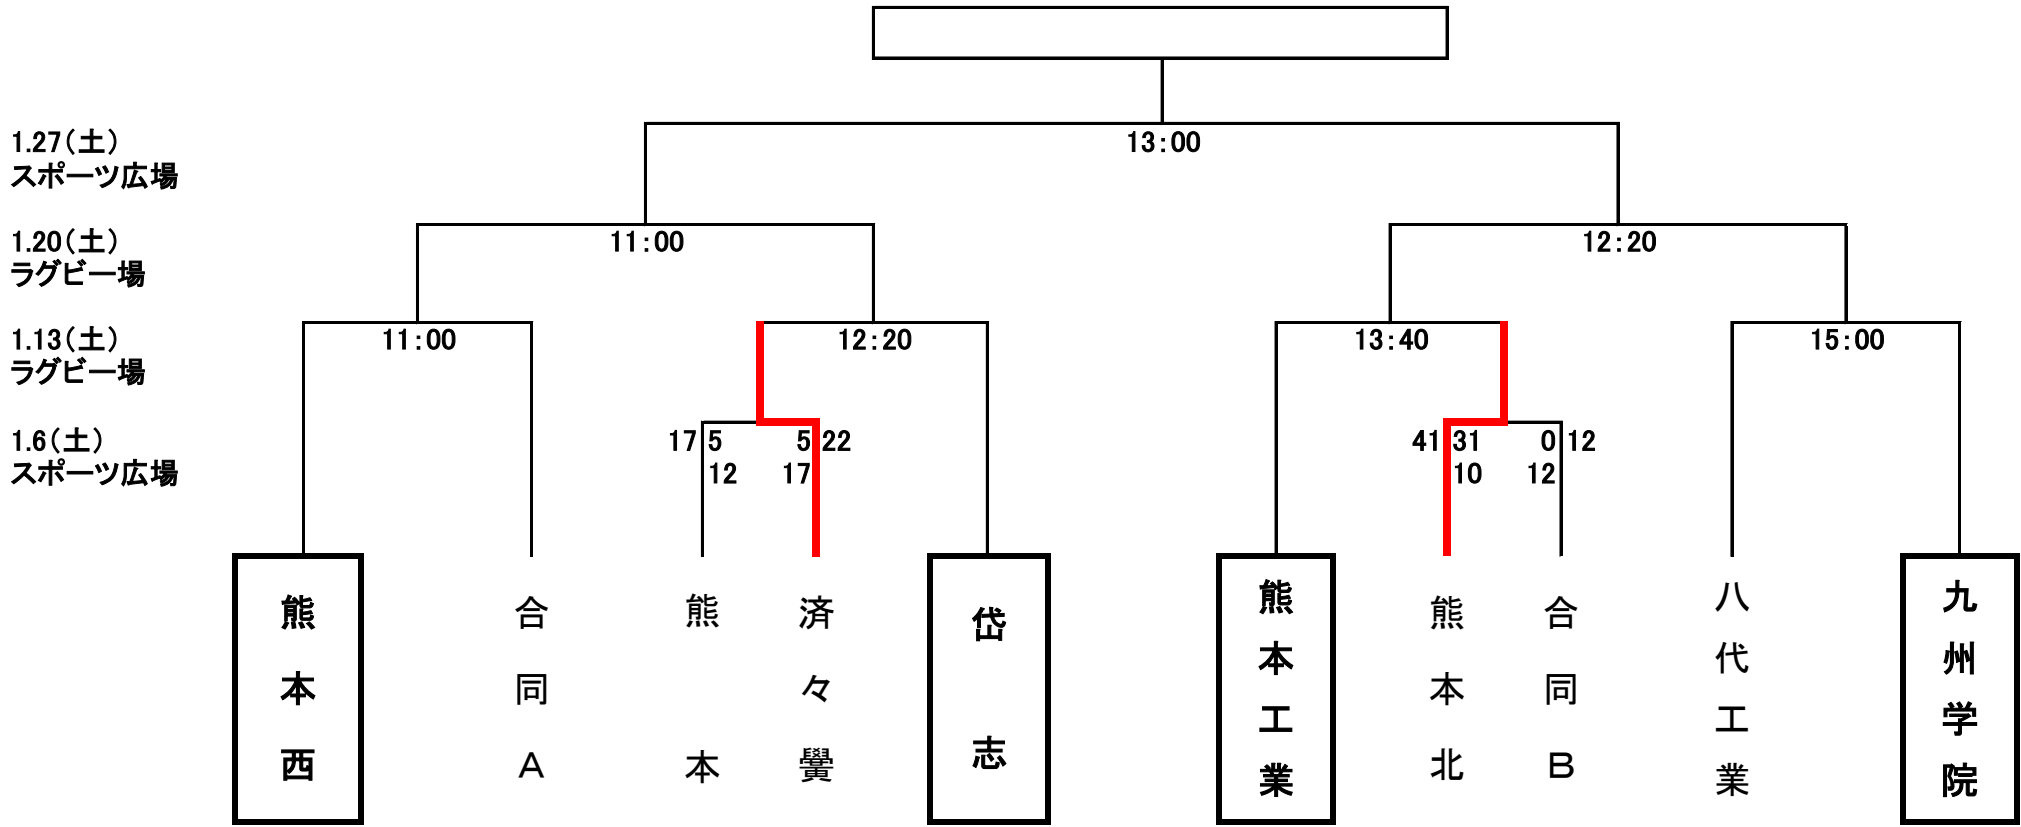 13:00
1.27(土)
スポーツ広場
11:00
12:20
1.20(土)
ラグビー場
11:00
12:20
13:40
15:00
1.13(土)
ラグビー場
17 5 5 22
12 17
41 31 0 12
10 12
1.6(土)
スポーツ広場
熊本西
合同A
熊本
済々黌
岱志
熊本工業
熊本北
合同B
八代工業
九州学院